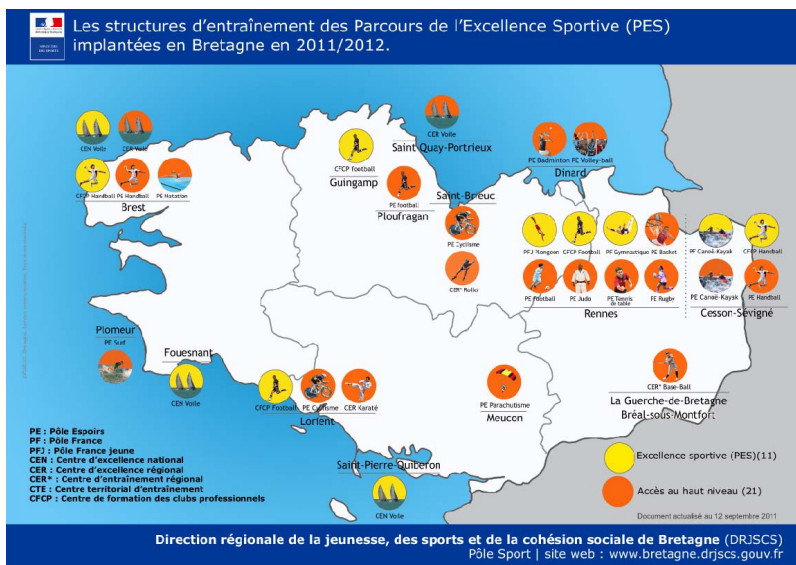 Les structures d'entraînement des Parcours de l'Excellence Sportive (PES)
implantées en Bretagne en 2011/2012.
CEN Voile
CER Voile
CFCP Handball
PE Handball
PE Natation
Brest
CFCP football
Guingamp
CER Voile
Saint Quay-Portrieux
PE football
Ploufragan
Saint-Brieuc
PE Cyclisme
CER* Roller
PE Badminton
PE Volley-ball
Dinard
PFJ Plongeon
CFCP Football
PF Gymnastique
PE Basket
PE Football
PE Judo
PE Tennis
de table
PE Rugby
Rennes
PF Canoë-Kayak
CFCP Handball
PE Canoë-Kayak
PE Handball
Cesson-Sévigné
Plomeur
PE Surf
Fouesnant
CEN Voile
CFCP Football
PE Cyclisme
CER Karaté
Lorient
PE Parachutisme
Meucon
CER* Base-Ball
La Guerche-de-Bretagne
Bréal-sous-Montfort
Saint-Pierre-Quiberon
CEN Voile
PE : Pôle Espoirs
PF : Pôle France
PFJ : Pôle France jeune
CEN : Centre d'excellence national
CER : Centre d'excellence régional
CER* : Centre d'entraînement régional
CTE : Centre territorial d'entraînement
CFCP : Centre de formation des clubs professionnels
Excellence sportive (PES)(11)
Accès au haut niveau (21)
Document actualisé au 12 septembre 2011
Direction régionale de la jeunesse, des sports et de la cohésion sociale de Bretagne (DRJSCS)
Pôle Sport | site web : www.bretagne.drjscs.gouv.fr